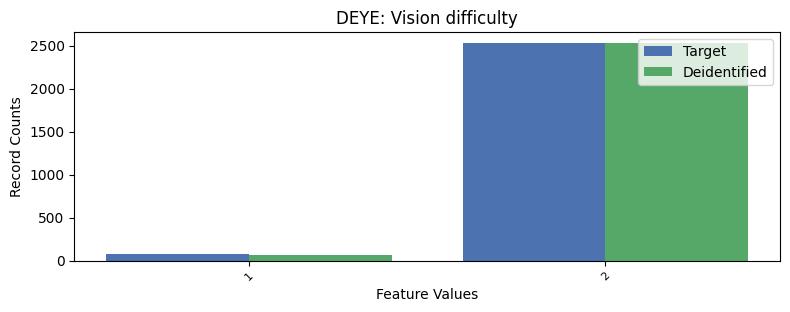 DEYE: Vision difficulty
Record Counts
2500
2000
1500
1000
500
0
Target
Deidentified
1
2
Feature Values